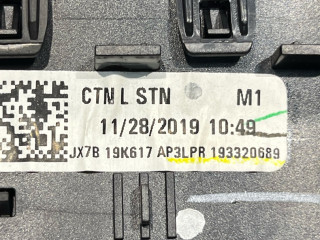 CTN L STN M1
11/28/2019 10:49
JX7B 19K617 AP3LPR 193320689